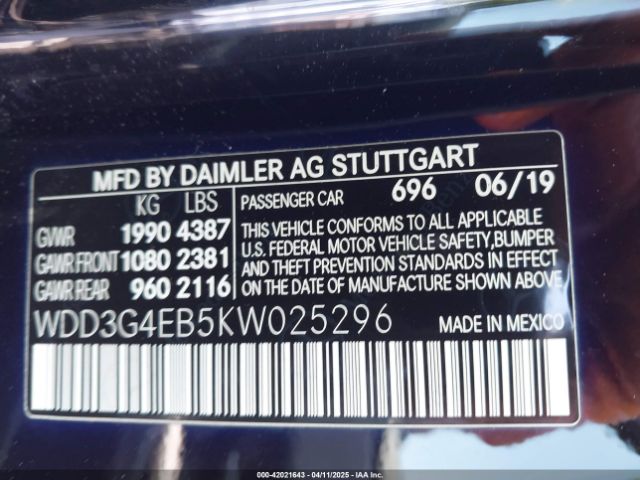 MFD BY DAIMLER AG STUTTGART
KG LBS
GVWR 1990 4387
GAWR FRONT 1080 2381
GAWR REAR 960 2116
PASSENGER CAR 696 06/19
THIS VEHICLE CONFORMS TO ALL APPLICABLE
U.S. FEDERAL MOTOR VEHICLE SAFETY,BUMPER
AND THEFT PREVENTION STANDARDS IN EFFECT
ON THE DATE OF MANUFACTURE SHOWN ABOVE.
WDD3G4EB5KW025296 MADE IN MEXICO
000-42021643 - 04/11/2025 - IAAI.COM